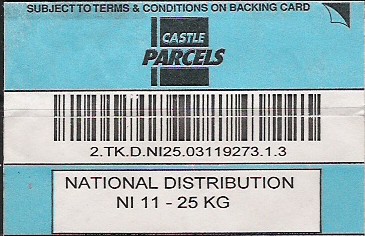 SUBJECT TO TERMS & CONDITIONS ON BACKING CARD
CASTLE
PARCELS
2.TK.D.NI25.03119273.1.3
NATIONAL DISTRIBUTION
NI 11 - 25 KG